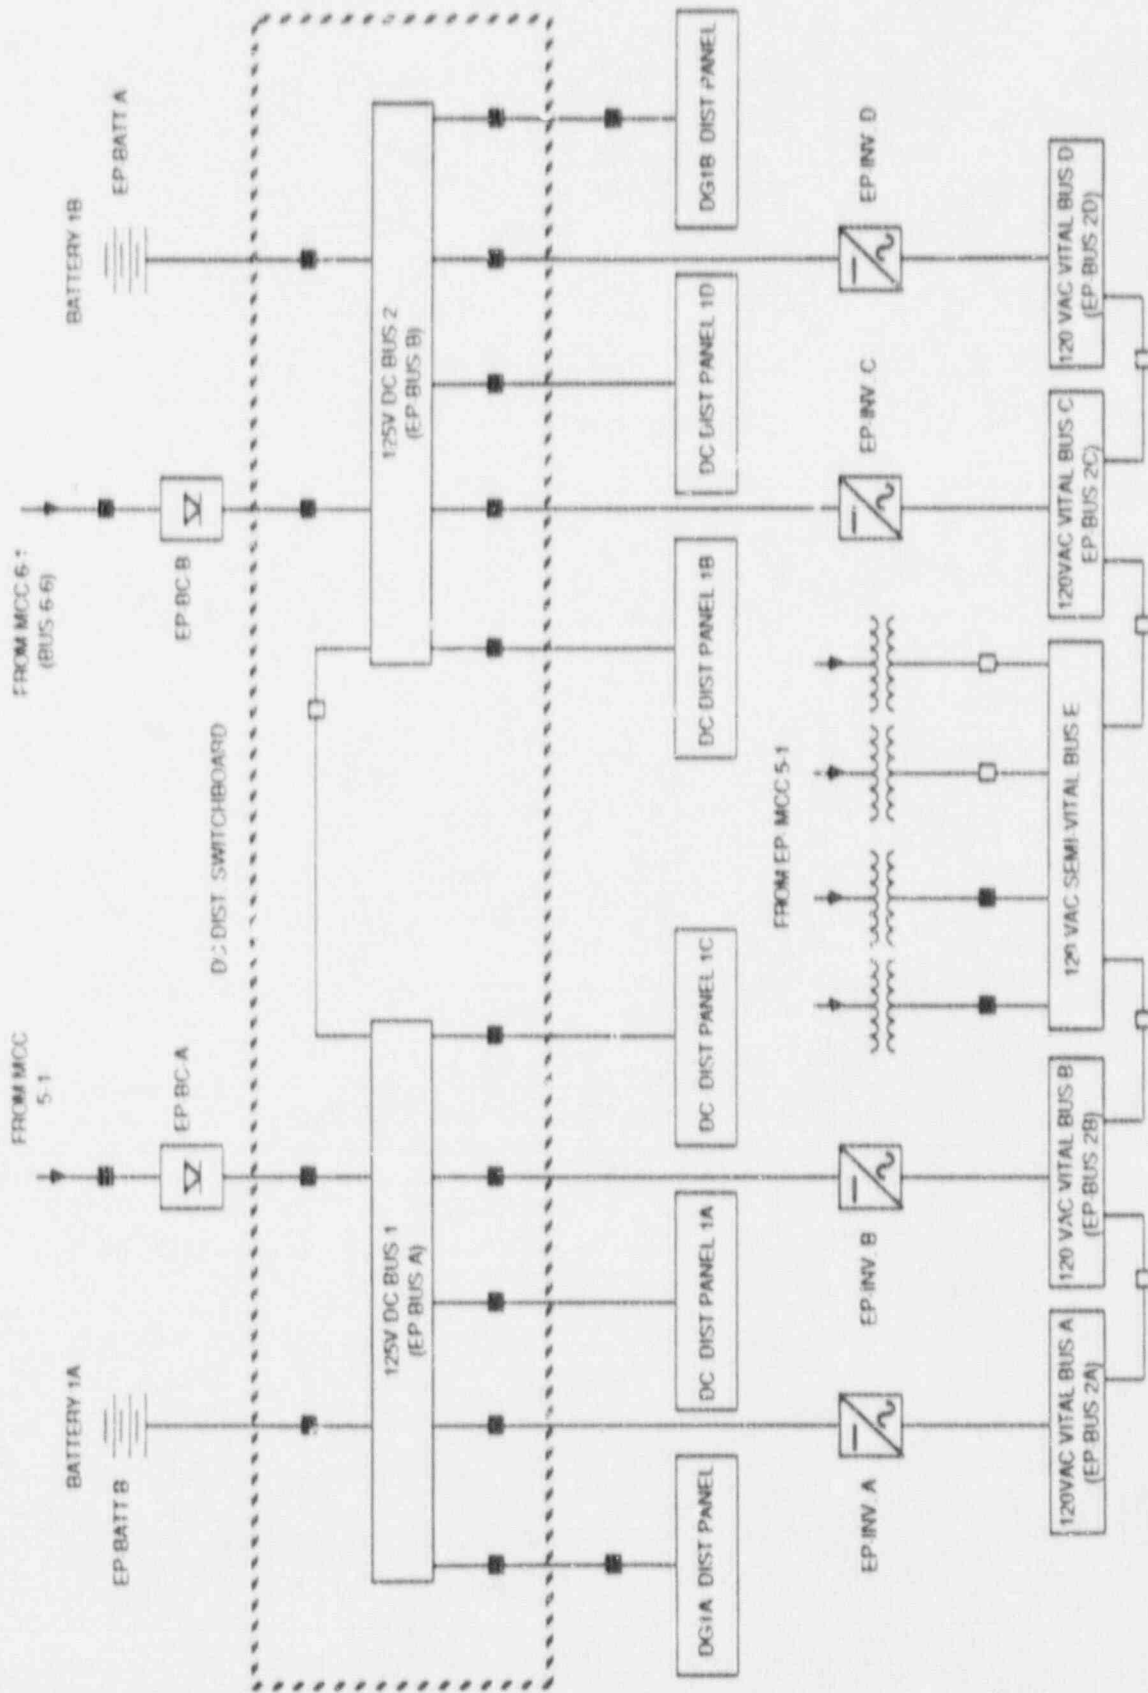 FROM MCC
5-1
FROM MCC 6-1
(BUS 6-6)
BATTERY 1A
EP BATT B
EP BC-A
EP-BC-B
BATTERY 1B
EP BATT A
DC DIST. SWITCHBOARD
125V DC BUS 1
(EP BUS A)
125V DC BUS 2
(EP BUS B)
DG1A DIST PANEL
DC DIST PANEL 1A
DC DIST PANEL 1C
DC DIST PANEL 1B
DC DIST PANEL 1D
DG1B DIST PANEL
FROM EP MCC 5-1
EP-INV. A
EP-INV. B
EP-INV. C
EP-INV. D
120VAC VITAL BUS A
(EP BUS 2A)
120 VAC VITAL BUS B
(EP BUS 2B)
120 VAC SEMI-VITAL BUS E
120VAC VITAL BUS C
EP BUS 2C)
120 VAC VITAL BUS D
(EP BUS 2D)